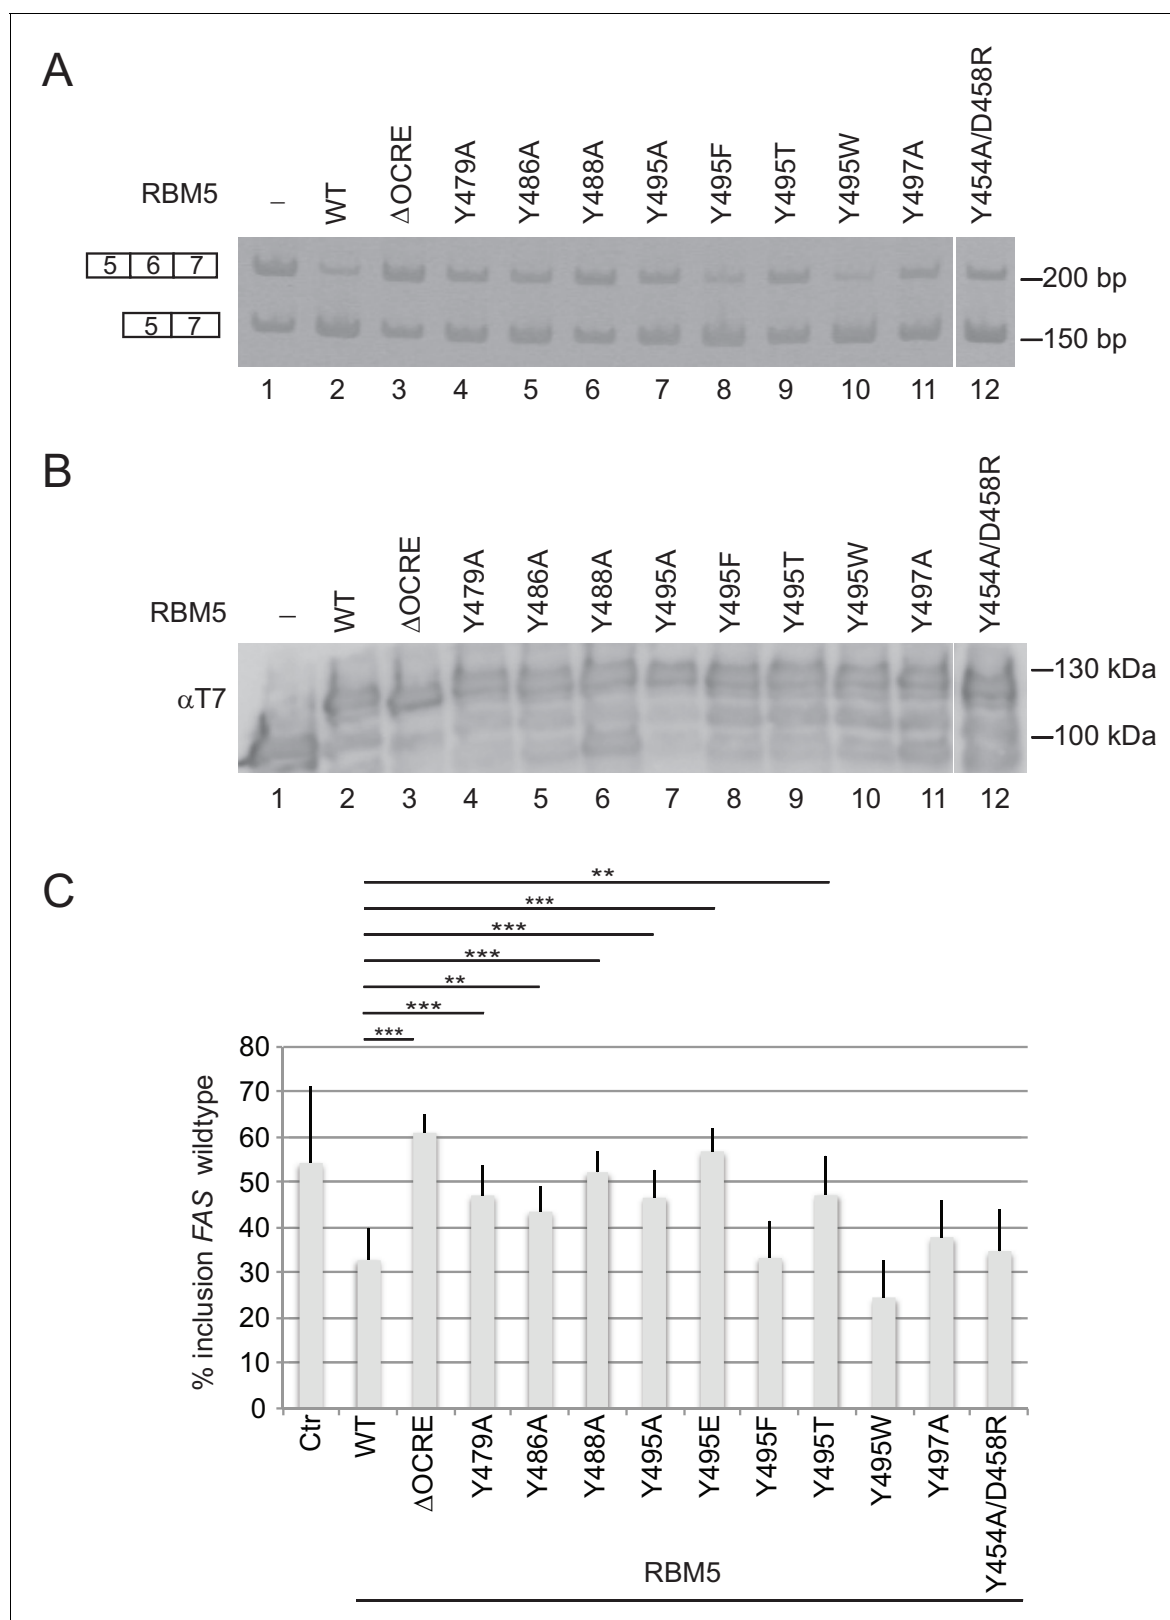 A
RBM5 – WT ΔOCRE Y479A Y486A Y488A Y495A Y495F Y495T Y495W Y497A Y454A/D458R
5 6 7
200 bp
5 7
150 bp
1 2 3 4 5 6 7 8 9 10 11 12
B
RBM5 – WT ΔOCRE Y479A Y486A Y488A Y495A Y495F Y495T Y495W Y497A Y454A/D458R
130 kDa
αT7
100 kDa
1 2 3 4 5 6 7 8 9 10 11 12
C
**
***
***
***
**
***
***
% inclusion FAS wildtype
80
70
60
50
40
30
20
10
0
Ctr WT ΔOCRE Y479A Y486A Y488A Y495A Y495E Y495F Y495T Y495W Y497A Y454A/D458R
RBM5